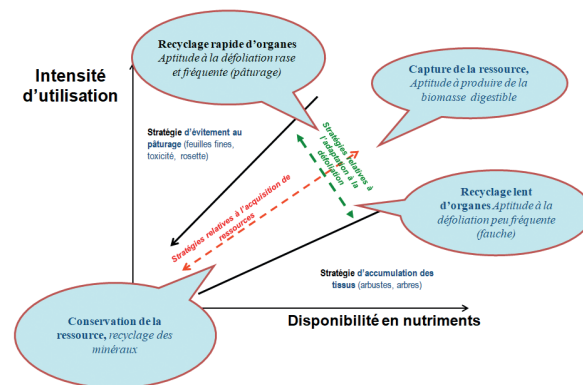 Recyclage rapide d'organes
Aptitude à la défoliation rase
et fréquente (pâturage)
Intensité
d'utilisation
Capture de la ressource,
Aptitude à produire de la
biomasse digestible
Stratégie d'évitement au
pâturage (feuilles fines,
toxicité, rosette)
Stratégies relatives à
l'adaptation à la
défoliation
Stratégies relatives à l'acquisition de
ressources
Recyclage lent
d'organes Aptitude à la
défoliation peu fréquente
(fauche)
Stratégie d'accumulation des
tissus (arbustes, arbres)
Conservation de la
ressource, recyclage des
minéraux
Disponibilité en nutriments